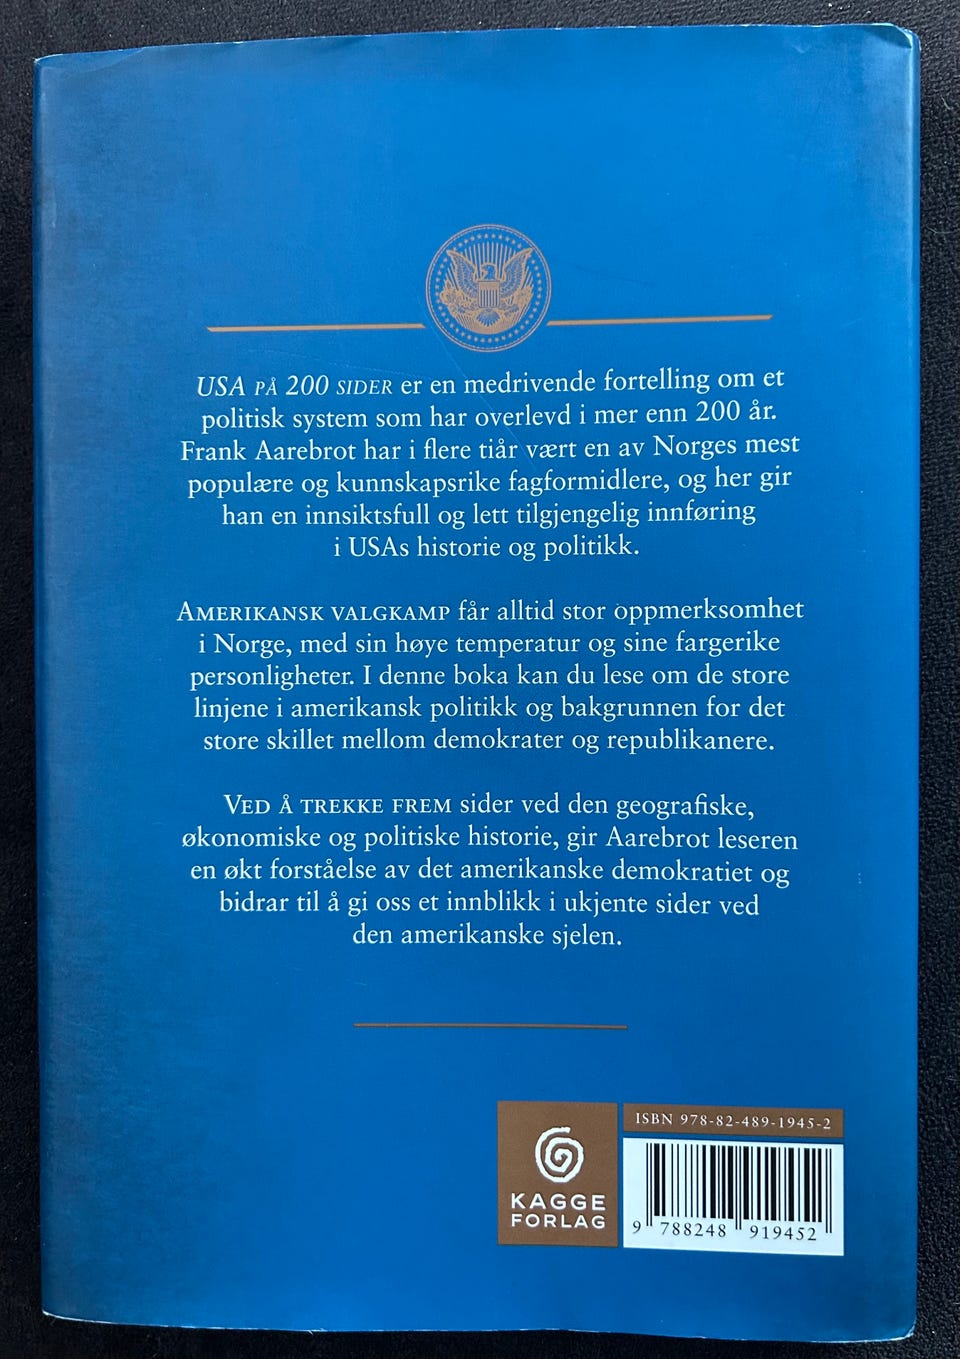 USA PÅ 200 SIDER er en medrivende fortelling om et
politisk system som har overlevd i mer enn 200 år.
Frank Aarebrot har i flere tiår vært en av Norges mest
populære og kunnskapsrike fagformidlere, og her gir
han en innsiktsfull og lett tilgjengelig innføring
i USAs historie og politikk.
AMERIKANSK VALGKAMP får alltid stor oppmerksomhet
i Norge, med sin høye temperatur og sine fargerike
personligheter. I denne boka kan du lese om de store
linjene i amerikansk politikk og bakgrunnen for det
store skillet mellom demokrater og republikanere.
VED Å TREKKE FREM sider ved den geografiske,
økonomiske og politiske historie, gir Aarebrot leseren
en økt forståelse av det amerikanske demokratiet og
bidrar til å gi oss et innblikk i ukjente sider ved
den amerikanske sjelen.
KAGGE
FORLAG
ISBN 978-82-489-1945-2
9 788248 919452